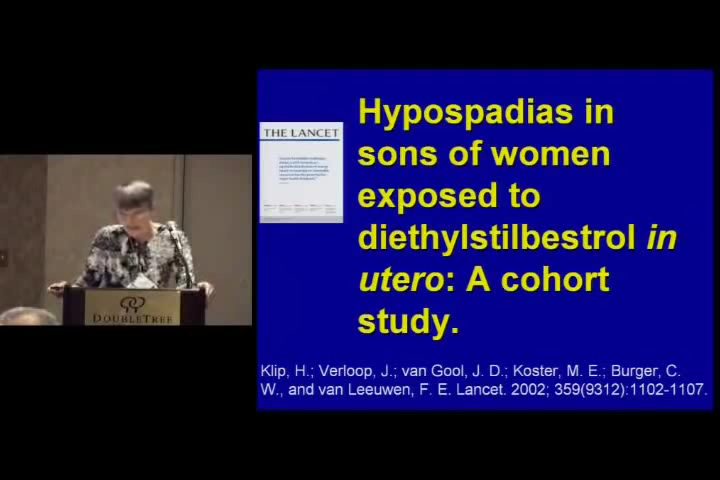 THE LANCET
Hypospadias in
sons of women
exposed to
diethylstilbestrol in
utero: A cohort
study.
Klip, H.; Verloop, J.; van Gool, J. D.; Koster, M. E.; Burger, C.
W., and van Leeuwen, F. E. Lancet. 2002; 359(9312):1102-1107.
DOUBLETREE